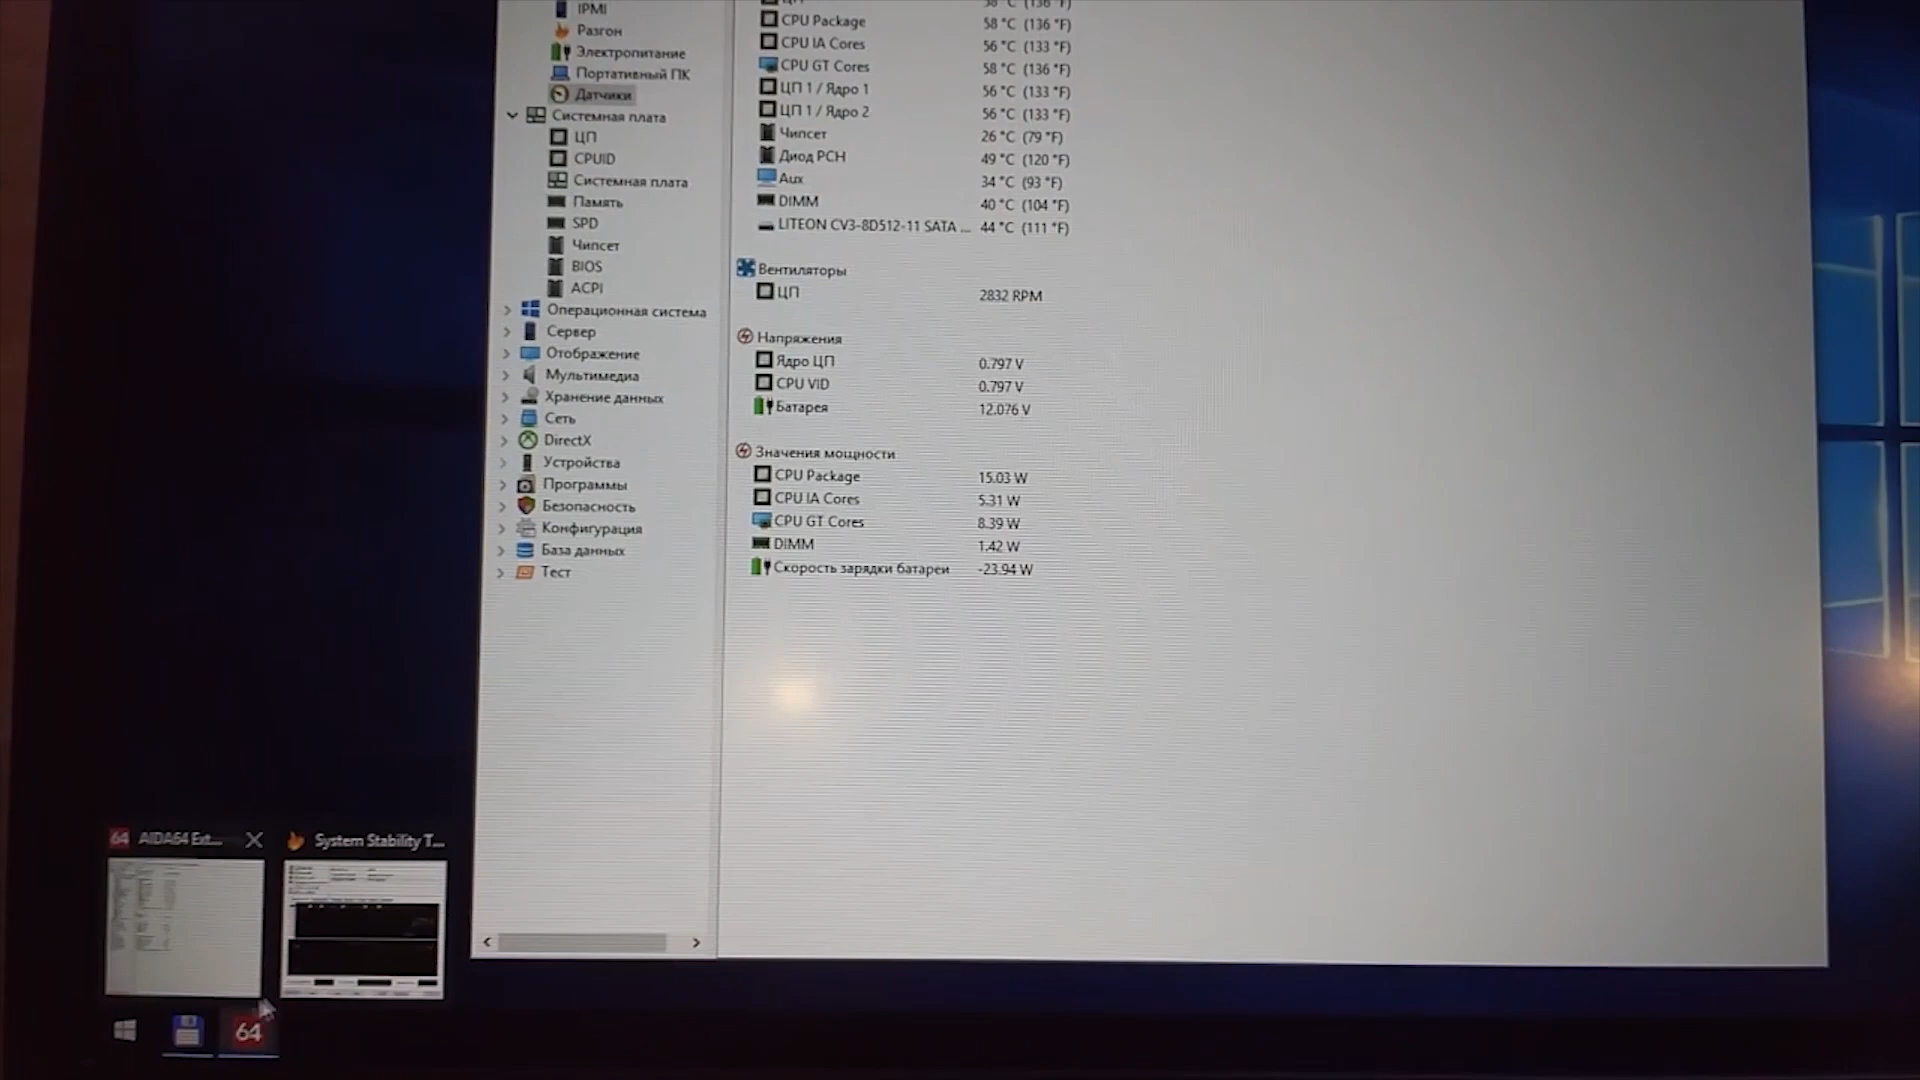 IPMI
Разгон
Электропитание
Портативный ПК
Датчики
Системная плата
ЦП
CPUID
Системная плата
Память
SPD
Чипсет
BIOS
ACPI
Операционная система
Сервер
Отображение
Мультимедиа
Хранение данных
Сеть
DirectX
Устройства
Программы
Безопасность
Конфигурация
База данных
Тест
CPU Package 58 °C (136 °F)
CPU IA Cores 56 °C (133 °F)
CPU GT Cores 58 °C (136 °F)
ЦП 1 / Ядро 1 56 °C (133 °F)
ЦП 1 / Ядро 2 56 °C (133 °F)
Чипсет 26 °C (79 °F)
Диод PCH 49 °C (120 °F)
Aux 34 °C (93 °F)
DIMM 40 °C (104 °F)
LITEON CV3-8D512-11 SATA ... 44 °C (111 °F)
Вентиляторы
ЦП 2832 RPM
Напряжения
Ядро ЦП 0.797 V
CPU VID 0.797 V
Батарея 12.076 V
Значения мощности
CPU Package 15.03 W
CPU IA Cores 5.31 W
CPU GT Cores 8.39 W
DIMM 1.42 W
Скорость зарядки батареи -23.94 W
64 AIDA64 Ext...
System Stability T...
64